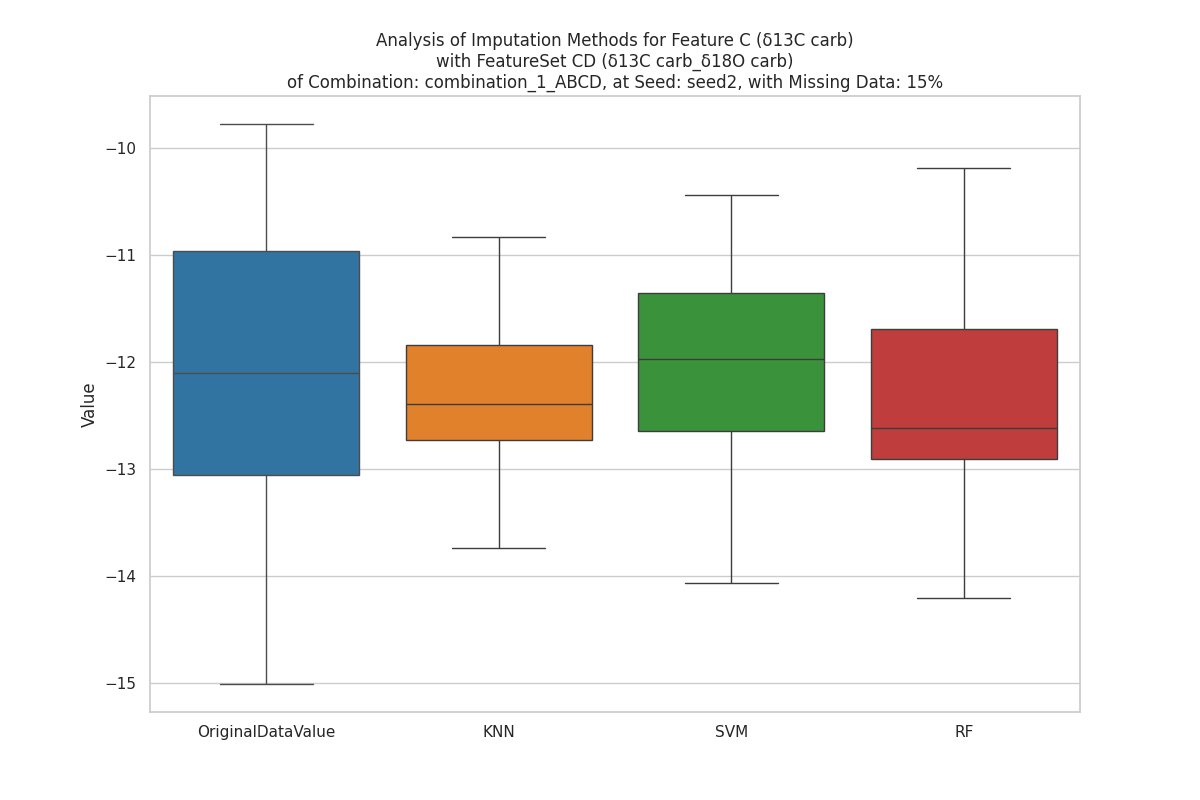 Analysis of Imputation Methods for Feature C (δ13C carb)
with FeatureSet CD (δ13C carb_δ18O carb)
of Combination: combination_1_ABCD, at Seed: seed2, with Missing Data: 15%
Value
−10
−11
−12
−13
−14
−15
OriginalDataValue
KNN
SVM
RF